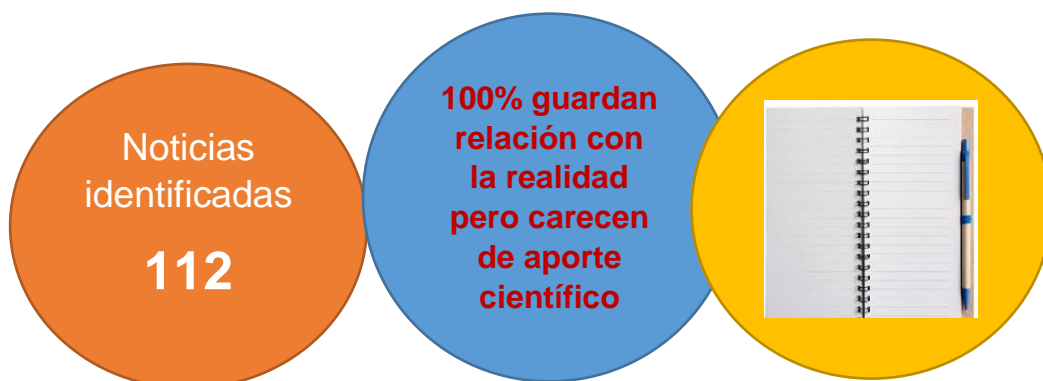 Noticias
identificadas
112
100% guardan
relación con
la realidad
pero carecen
de aporte
científico